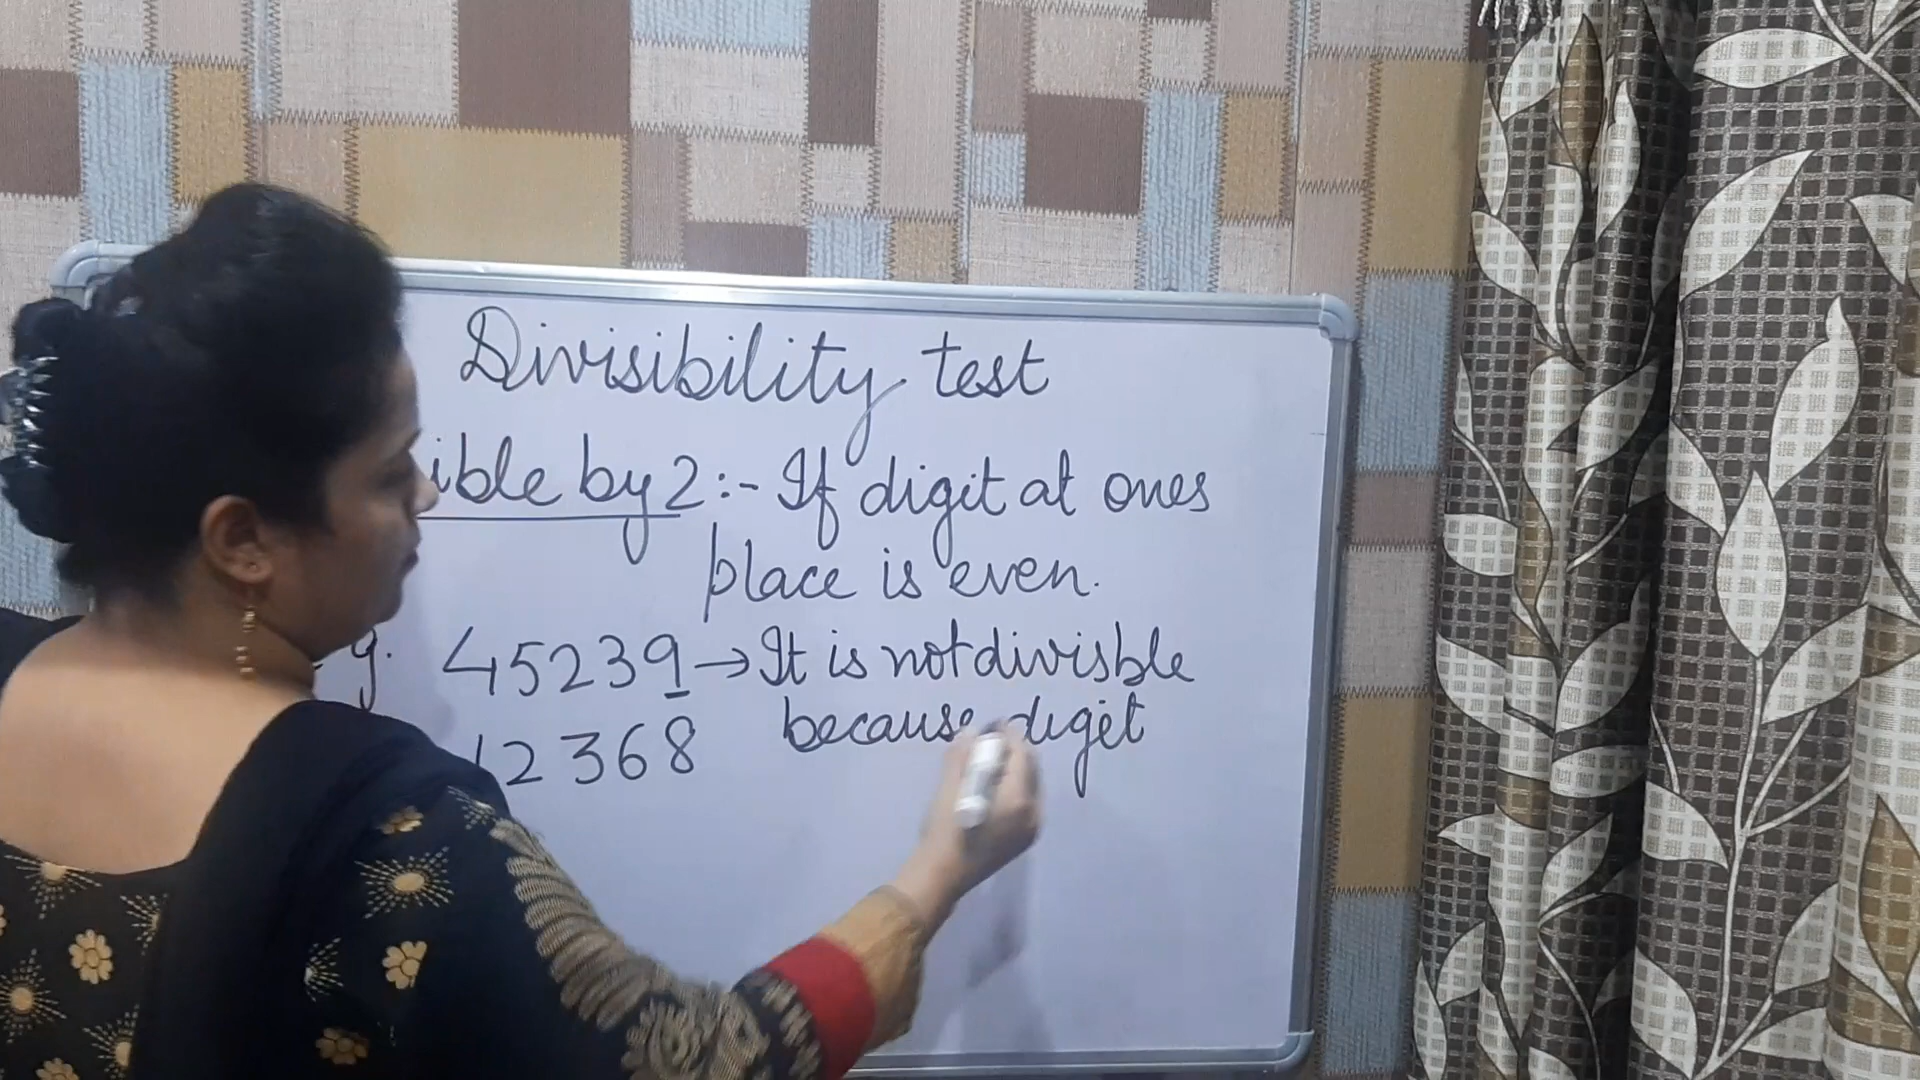 Divisibility test
ible by 2:- If digit at ones
place is even.
g. 45239 → It is not divisble
12368 because digit